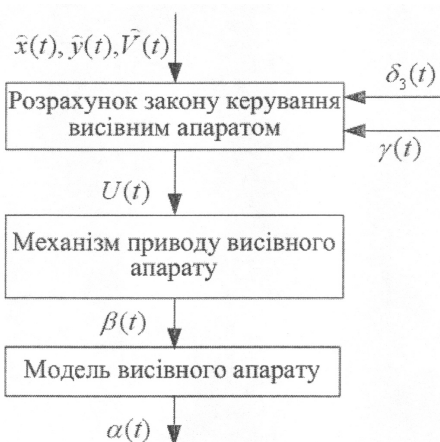 x̂(t), ŷ(t), V̂(t)
δ₃(t)
Розрахунок закону керування
висівним апаратом
γ(t)
U(t)
Механізм приводу висівного
апарату
β(t)
Модель висівного апарату
α(t)